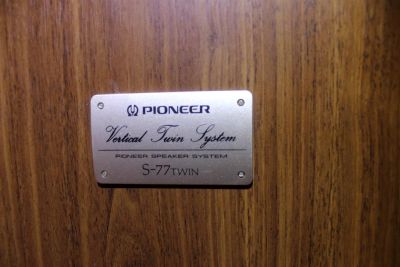 PIONEER
Vertical Twin System
PIONEER SPEAKER SYSTEM
S-77TWIN